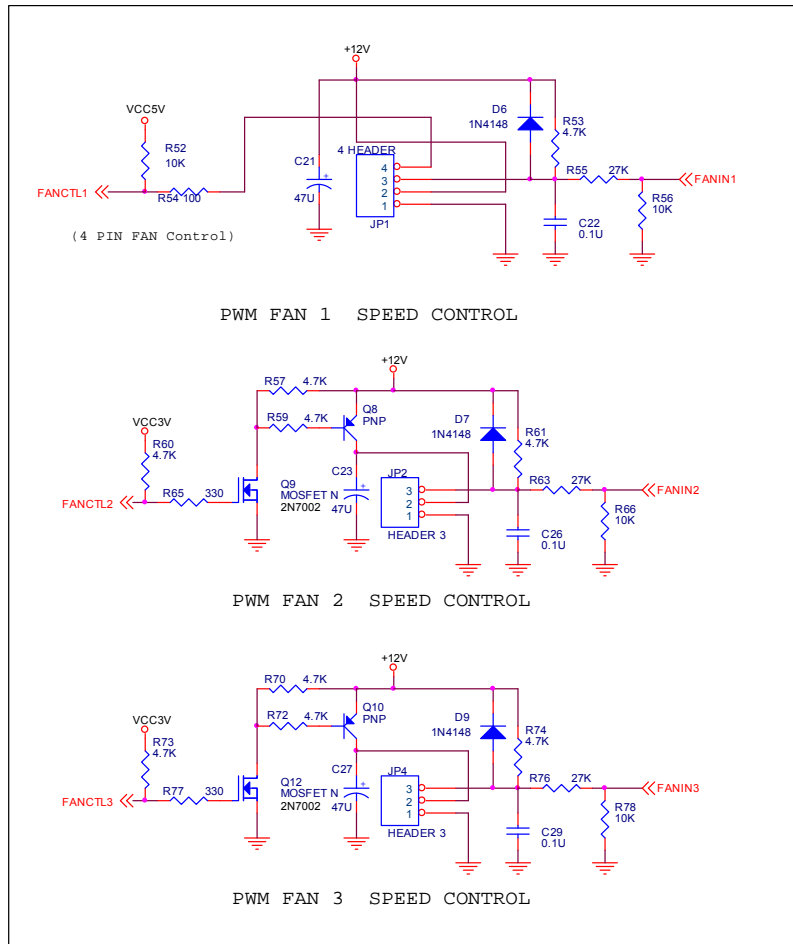 +12V
VCC5V
D6
1N4148
R53
4.7K
R52
10K
C21
47U
4 HEADER
4
3
2
1
JP1
R55 27K
FANIN1
FANCTL1
R54 100
R56
10K
C22
0.1U
(4 PIN FAN Control)
PWM FAN 1 SPEED CONTROL
+12V
R57 4.7K
Q8
PNP
R59 4.7K
D7
1N4148
R61
4.7K
VCC3V
R60
4.7K
C23
47U
JP2
3
2
1
HEADER 3
Q9
MOSFET N
2N7002
R63 27K
FANIN2
FANCTL2
R65 330
R66
10K
C26
0.1U
PWM FAN 2 SPEED CONTROL
+12V
R70 4.7K
Q10
PNP
R72 4.7K
D9
1N4148
R74
4.7K
VCC3V
R73
4.7K
C27
47U
JP4
3
2
1
HEADER 3
Q12
MOSFET N
2N7002
R76 27K
FANIN3
FANCTL3
R77 330
R78
10K
C29
0.1U
PWM FAN 3 SPEED CONTROL